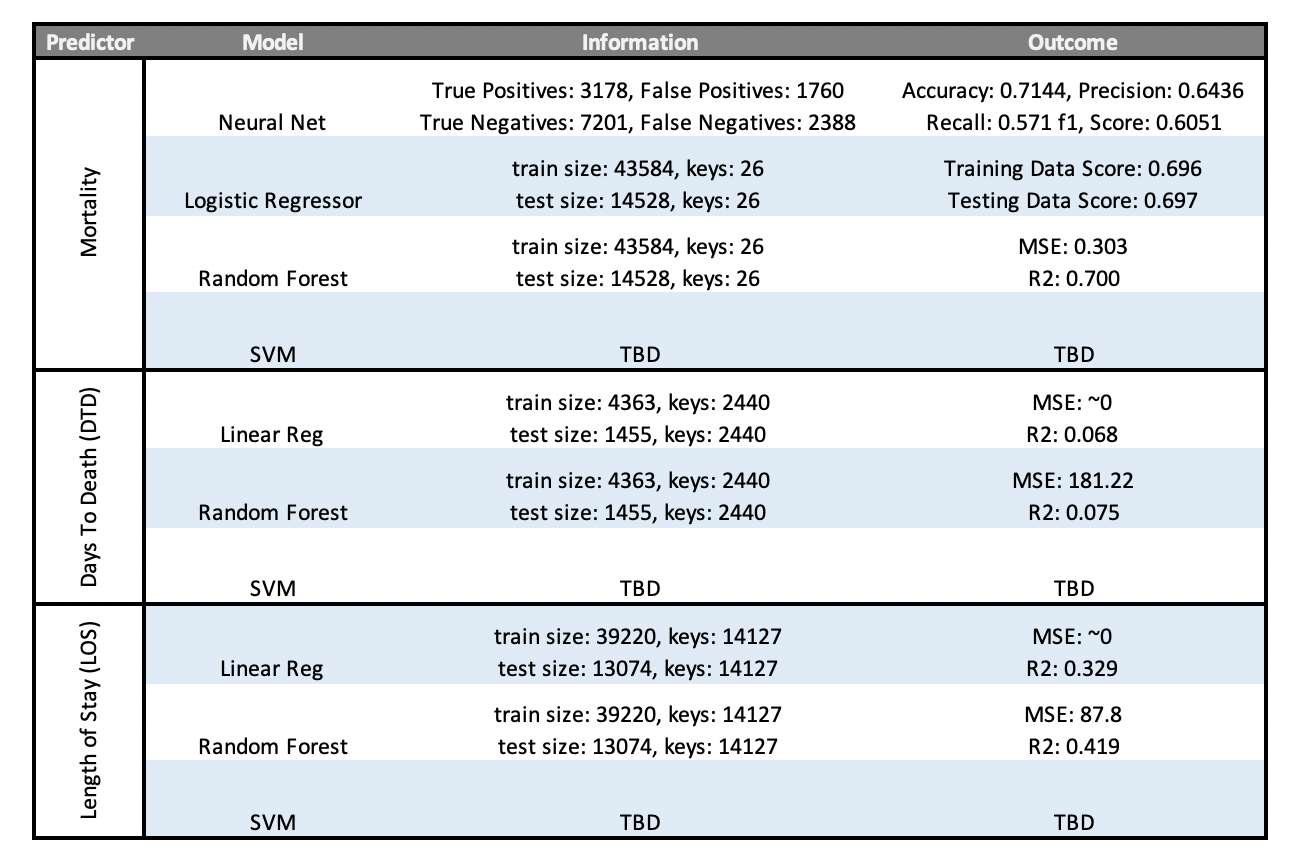 Predictor Model Information Outcome
Mortality
True Positives: 3178, False Positives: 1760 Accuracy: 0.7144, Precision: 0.6436
Neural Net True Negatives: 7201, False Negatives: 2388 Recall: 0.571 f1, Score: 0.6051
train size: 43584, keys: 26 Training Data Score: 0.696
Logistic Regressor test size: 14528, keys: 26 Testing Data Score: 0.697
train size: 43584, keys: 26 MSE: 0.303
Random Forest test size: 14528, keys: 26 R2: 0.700
SVM TBD TBD
Days To Death (DTD)
train size: 4363, keys: 2440 MSE: ~0
Linear Reg test size: 1455, keys: 2440 R2: 0.068
train size: 4363, keys: 2440 MSE: 181.22
Random Forest test size: 1455, keys: 2440 R2: 0.075
SVM TBD TBD
Length of Stay (LOS)
train size: 39220, keys: 14127 MSE: ~0
Linear Reg test size: 13074, keys: 14127 R2: 0.329
train size: 39220, keys: 14127 MSE: 87.8
Random Forest test size: 13074, keys: 14127 R2: 0.419
SVM TBD TBD